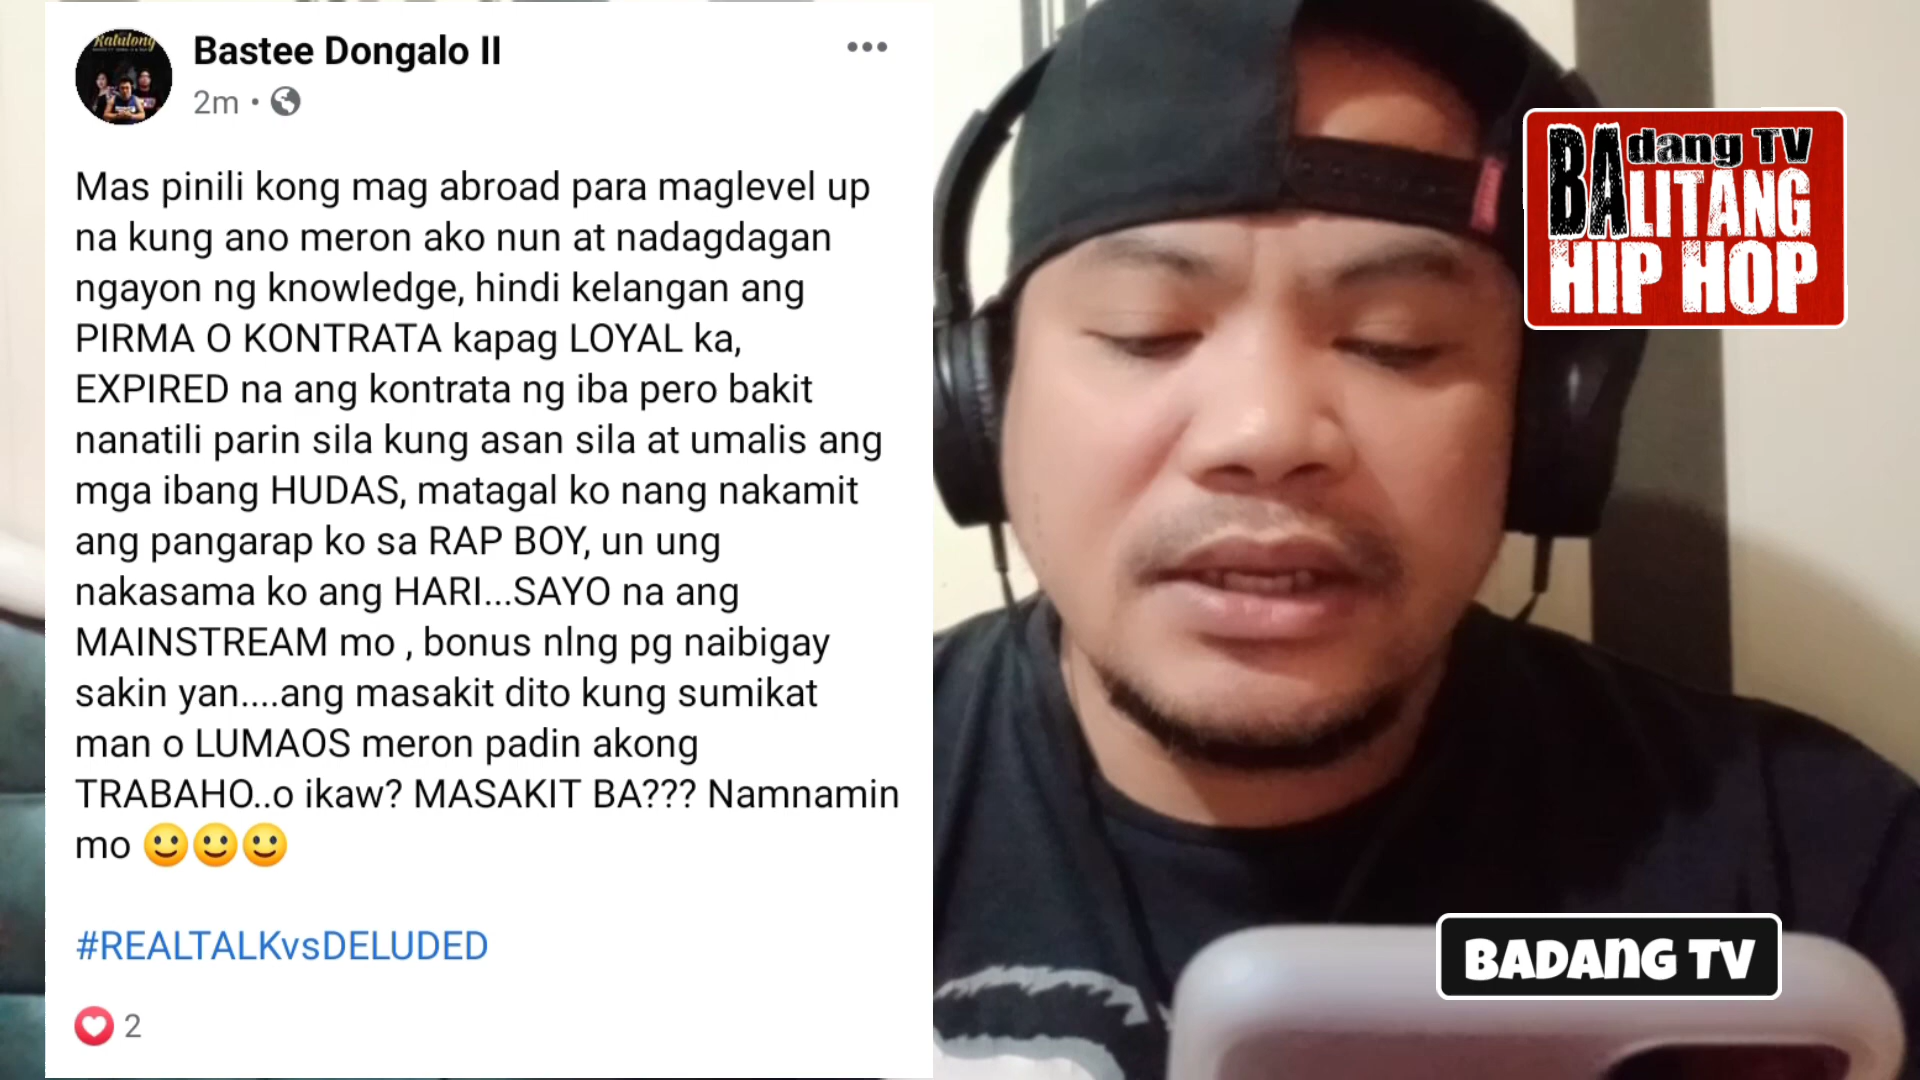 Bastee Dongalo II
2m
Mas pinili kong mag abroad para maglevel up
na kung ano meron ako nun at nadagdagan
ngayon ng knowledge, hindi kelangan ang
PIRMA O KONTRATA kapag LOYAL ka,
EXPIRED na ang kontrata ng iba pero bakit
nanatili parin sila kung asan sila at umalis ang
mga ibang HUDAS, matagal ko nang nakamit
ang pangarap ko sa RAP BOY, un ung
nakasama ko ang HARI...SAYO na ang
MAINSTREAM mo , bonus nlng pg naibigay
sakin yan....ang masakit dito kung sumikat
man o LUMAOS meron padin akong
TRABAHO..o ikaw? MASAKIT BA??? Namnamin
mo 🙂🙂🙂
#REALTALKvsDELUDED
2
BAdang TV
BALITANG
HIP HOP
BADANG TV